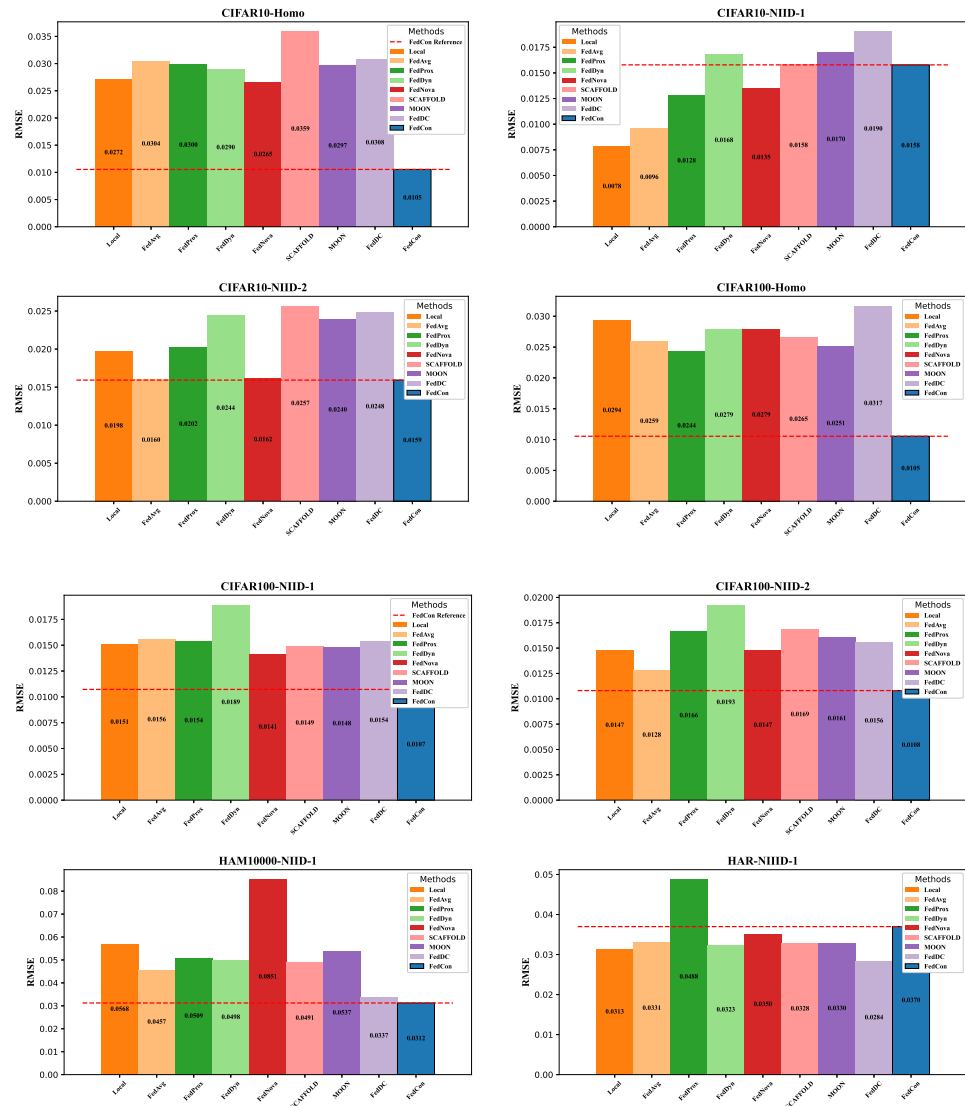 CIFAR10-Homo
RMSE
0.035
0.030
0.025
0.020
0.015
0.010
0.005
0.000
Methods
FedCon Reference
Local
FedAvg
FedProx
FedDyn
FedNova
SCAFFOLD
MOON
FedDC
FedCon
0.0272
0.0304
0.0300
0.0290
0.0265
0.0359
0.0297
0.0308
0.0105
Local
FedAvg
FedProx
FedDyn
FedNova
SCAFFOLD
MOON
FedDC
FedCon
CIFAR10-NIID-1
RMSE
0.0175
0.0150
0.0125
0.0100
0.0075
0.0050
0.0025
0.0000
Methods
FedCon Reference
Local
FedAvg
FedProx
FedDyn
FedNova
SCAFFOLD
MOON
FedDC
FedCon
0.0078
0.0096
0.0128
0.0168
0.0135
0.0158
0.0170
0.0190
0.0158
Local
FedAvg
FedProx
FedDyn
FedNova
SCAFFOLD
MOON
FedDC
FedCon
CIFAR10-NIID-2
RMSE
0.025
0.020
0.015
0.010
0.005
0.000
Methods
Local
FedAvg
FedProx
FedDyn
FedNova
SCAFFOLD
MOON
FedDC
FedCon
0.0198
0.0160
0.0202
0.0244
0.0162
0.0257
0.0240
0.0248
0.0159
Local
FedAvg
FedProx
FedDyn
FedNova
SCAFFOLD
MOON
FedDC
FedCon
CIFAR100-Homo
RMSE
0.030
0.025
0.020
0.015
0.010
0.005
0.000
Methods
Local
FedAvg
FedProx
FedDyn
FedNova
SCAFFOLD
MOON
FedDC
FedCon
0.0294
0.0259
0.0244
0.0279
0.0279
0.0265
0.0251
0.0317
0.0105
Local
FedAvg
FedProx
FedDyn
FedNova
SCAFFOLD
MOON
FedDC
FedCon
CIFAR100-NIID-1
RMSE
0.0175
0.0150
0.0125
0.0100
0.0075
0.0050
0.0025
0.0000
Methods
FedCon Reference
Local
FedAvg
FedProx
FedDyn
FedNova
SCAFFOLD
MOON
FedDC
FedCon
0.0151
0.0156
0.0154
0.0189
0.0141
0.0149
0.0148
0.0154
0.0107
Local
FedAvg
FedProx
FedDyn
FedNova
SCAFFOLD
MOON
FedDC
FedCon
CIFAR100-NIID-2
RMSE
0.0200
0.0175
0.0150
0.0125
0.0100
0.0075
0.0050
0.0025
0.0000
Methods
Local
FedAvg
FedProx
FedDyn
FedNova
SCAFFOLD
MOON
FedDC
FedCon
0.0147
0.0128
0.0166
0.0193
0.0147
0.0169
0.0161
0.0156
0.0108
Local
FedAvg
FedProx
FedDyn
FedNova
SCAFFOLD
MOON
FedDC
FedCon
HAM10000-NIID-1
RMSE
0.08
0.07
0.06
0.05
0.04
0.03
0.02
0.01
0.00
Methods
Local
FedAvg
FedProx
FedDyn
FedNova
SCAFFOLD
MOON
FedDC
FedCon
0.0568
0.0457
0.0509
0.0498
0.0851
0.0491
0.0537
0.0337
0.0312
Local
FedAvg
FedProx
FedDyn
FedNova
SCAFFOLD
MOON
FedDC
FedCon
HAR-NIIID-1
RMSE
0.05
0.04
0.03
0.02
0.01
0.00
Methods
Local
FedAvg
FedProx
FedDyn
FedNova
SCAFFOLD
MOON
FedDC
FedCon
0.0313
0.0331
0.0488
0.0323
0.0350
0.0328
0.0330
0.0284
0.0370
Local
FedAvg
FedProx
FedDyn
FedNova
SCAFFOLD
MOON
FedDC
FedCon